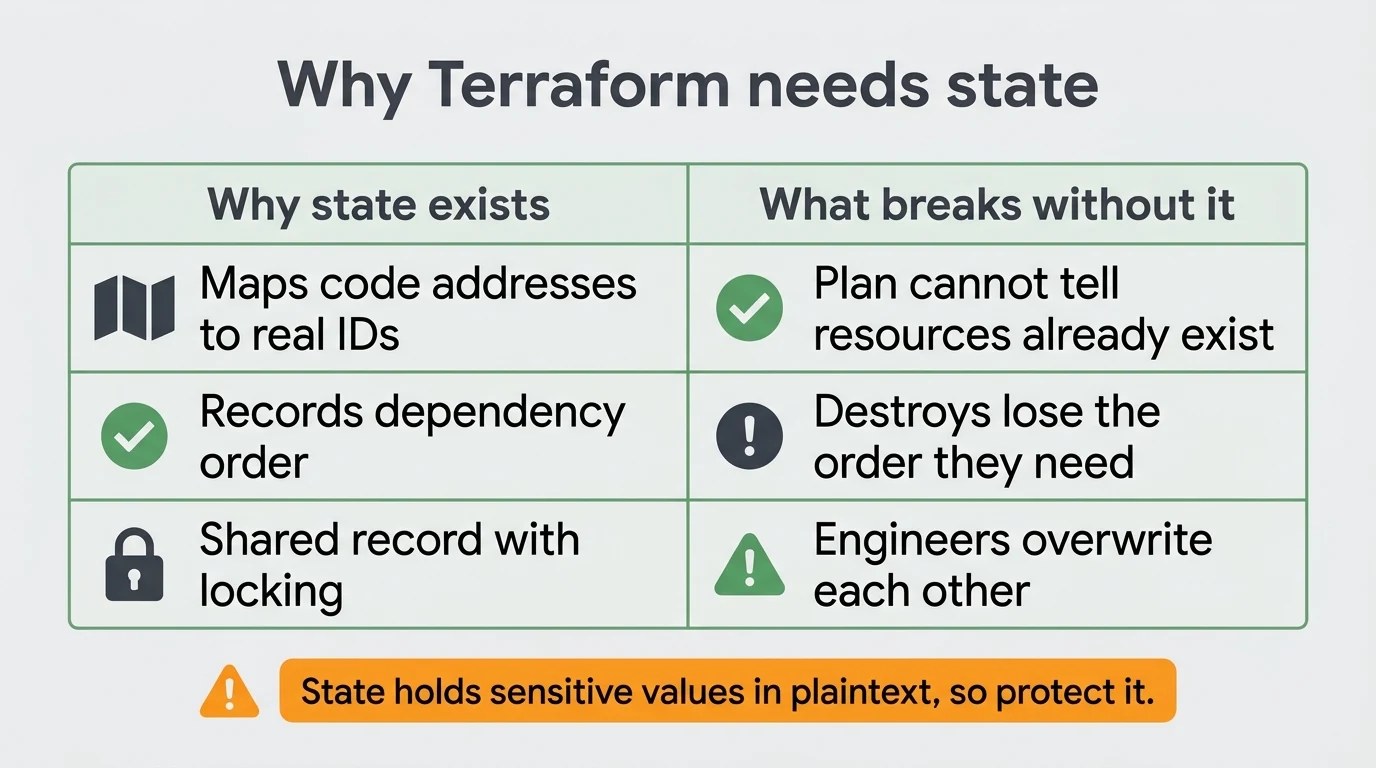 Why Terraform needs state
Why state exists
What breaks without it
Maps code addresses
to real IDs
Plan cannot tell
resources already exist
Records dependency
order
Destroys lose the
order they need
Shared record with
locking
Engineers overwrite
each other
State holds sensitive values in plaintext, so protect it.